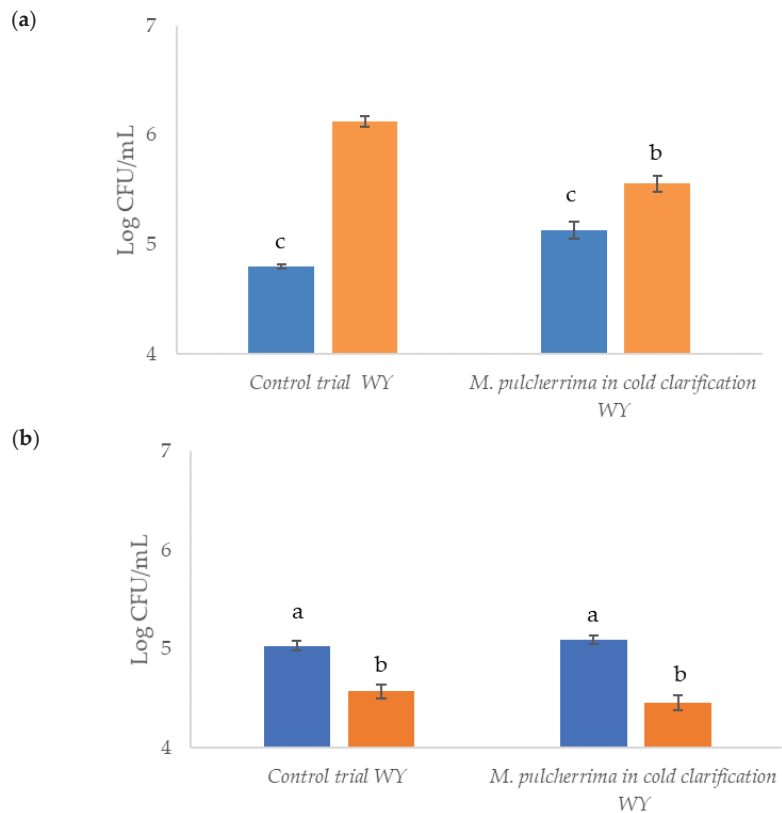 (a)
7
6
5
4
Log CFU/mL
c
c
b
Control trial WY
M. pulcherrima in cold clarification
WY
(b)
7
6
5
4
Log CFU/mL
a
b
a
b
Control trial WY
M. pulcherrima in cold clarification
WY